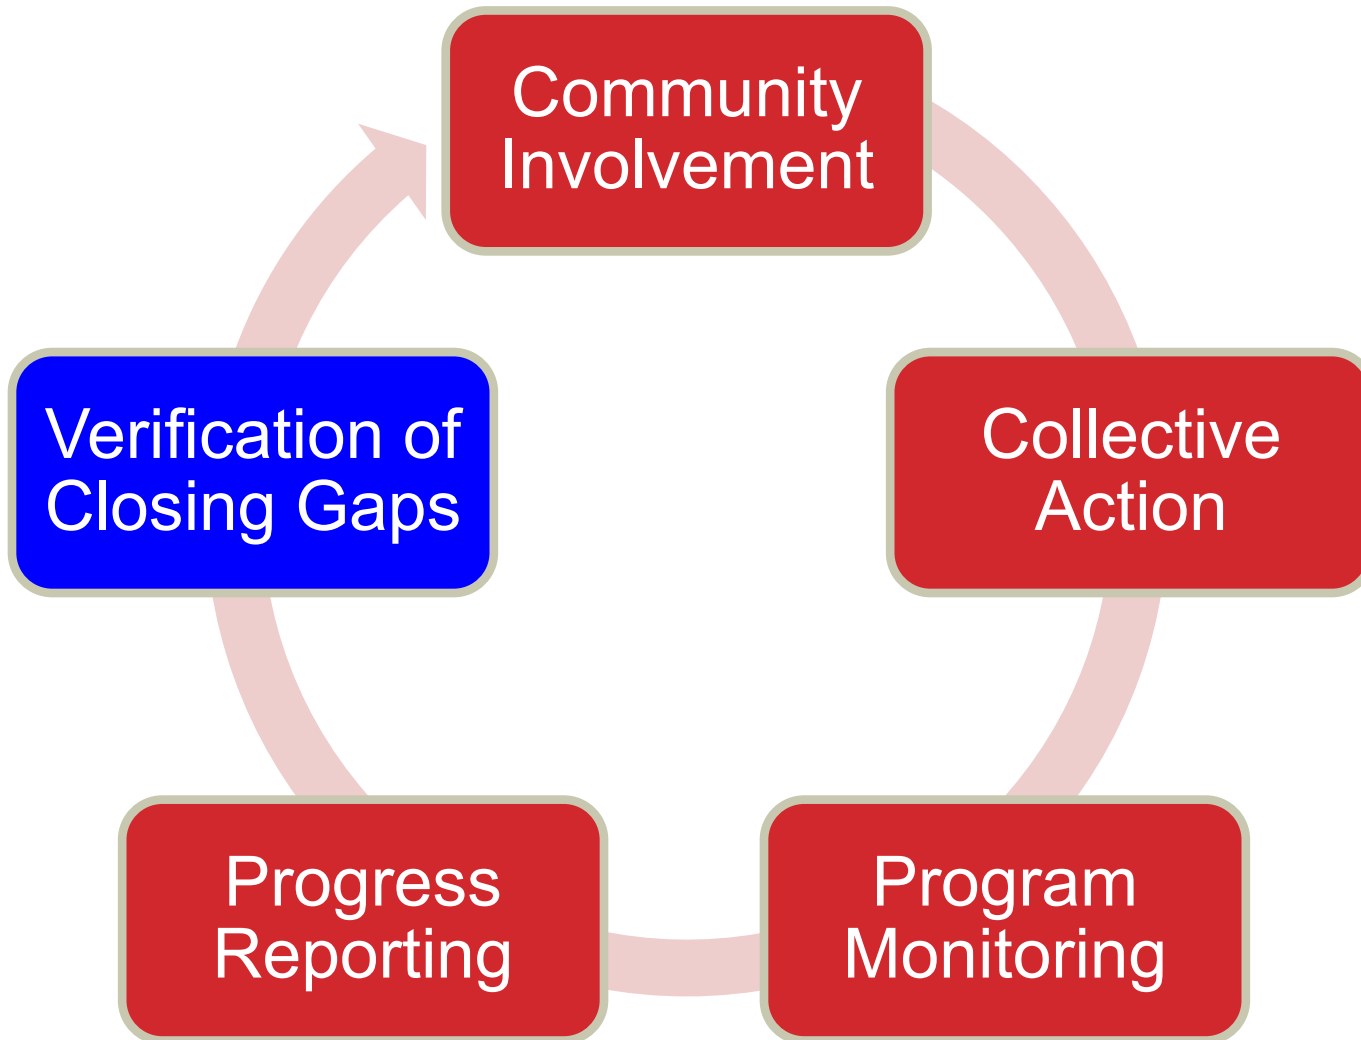 Community
Involvement
Collective
Action
Program
Monitoring
Progress
Reporting
Verification of
Closing Gaps